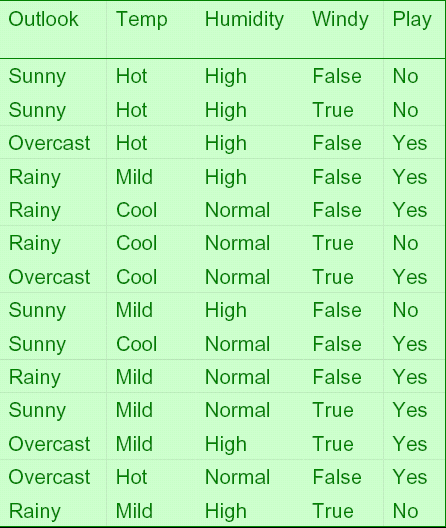 Outlook Temp Humidity Windy Play
Sunny Hot High False No
Sunny Hot High True No
Overcast Hot High False Yes
Rainy Mild High False Yes
Rainy Cool Normal False Yes
Rainy Cool Normal True No
Overcast Cool Normal True Yes
Sunny Mild High False No
Sunny Cool Normal False Yes
Rainy Mild Normal False Yes
Sunny Mild Normal True Yes
Overcast Mild High True Yes
Overcast Hot Normal False Yes
Rainy Mild High True No